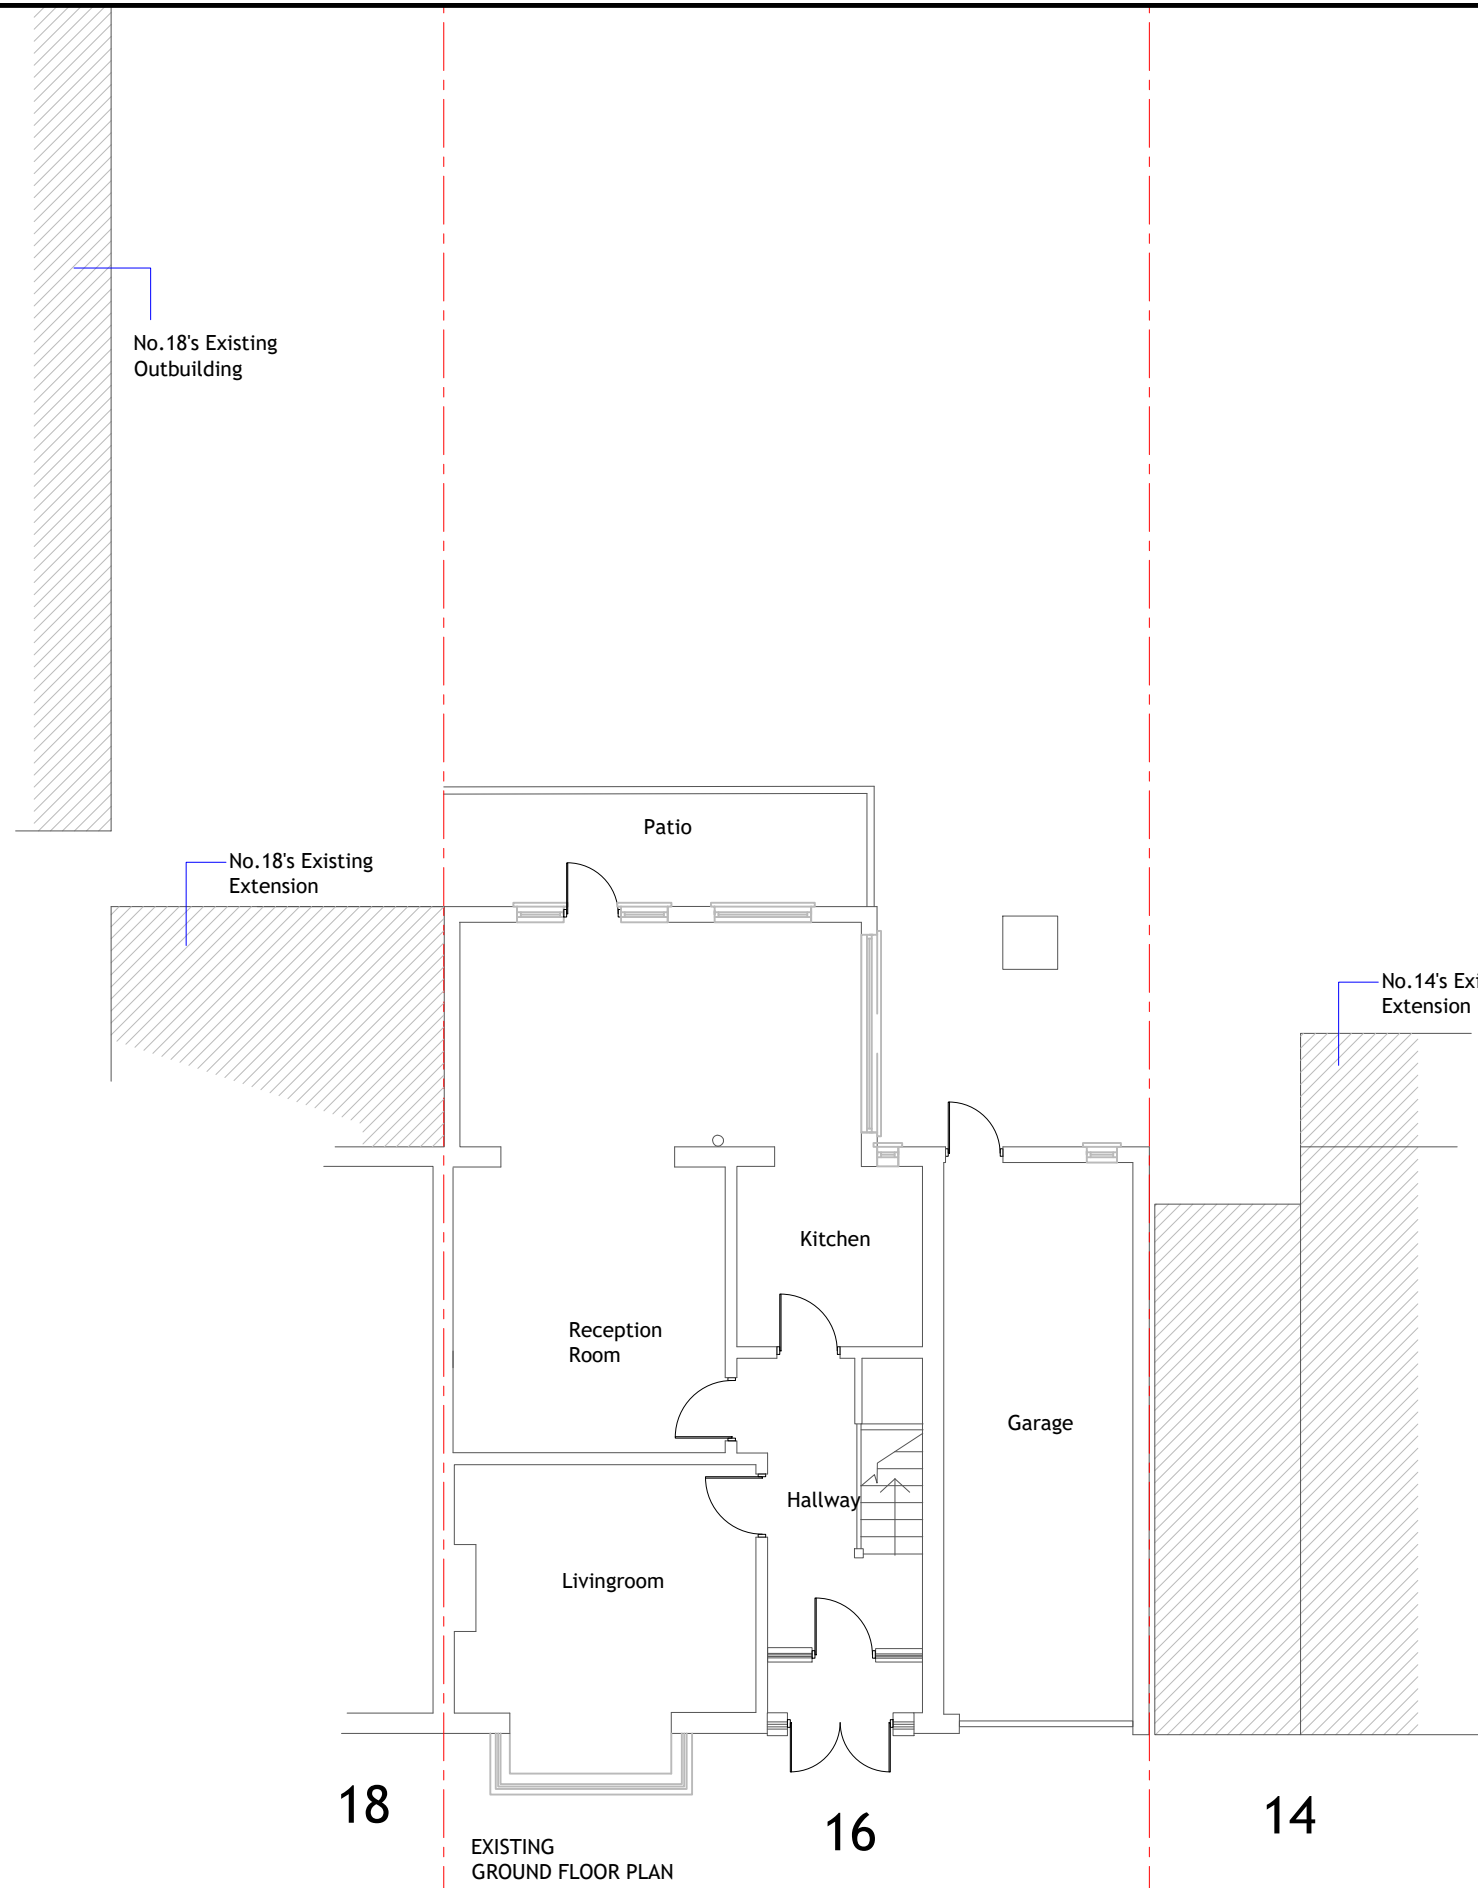 No.18's Existing
Outbuilding
Patio
No.18's Existing
Extension
No.14's Exi
Extension
Kitchen
Reception
Room
Garage
Hallway
Livingroom
18
16
14
EXISTING
GROUND FLOOR PLAN